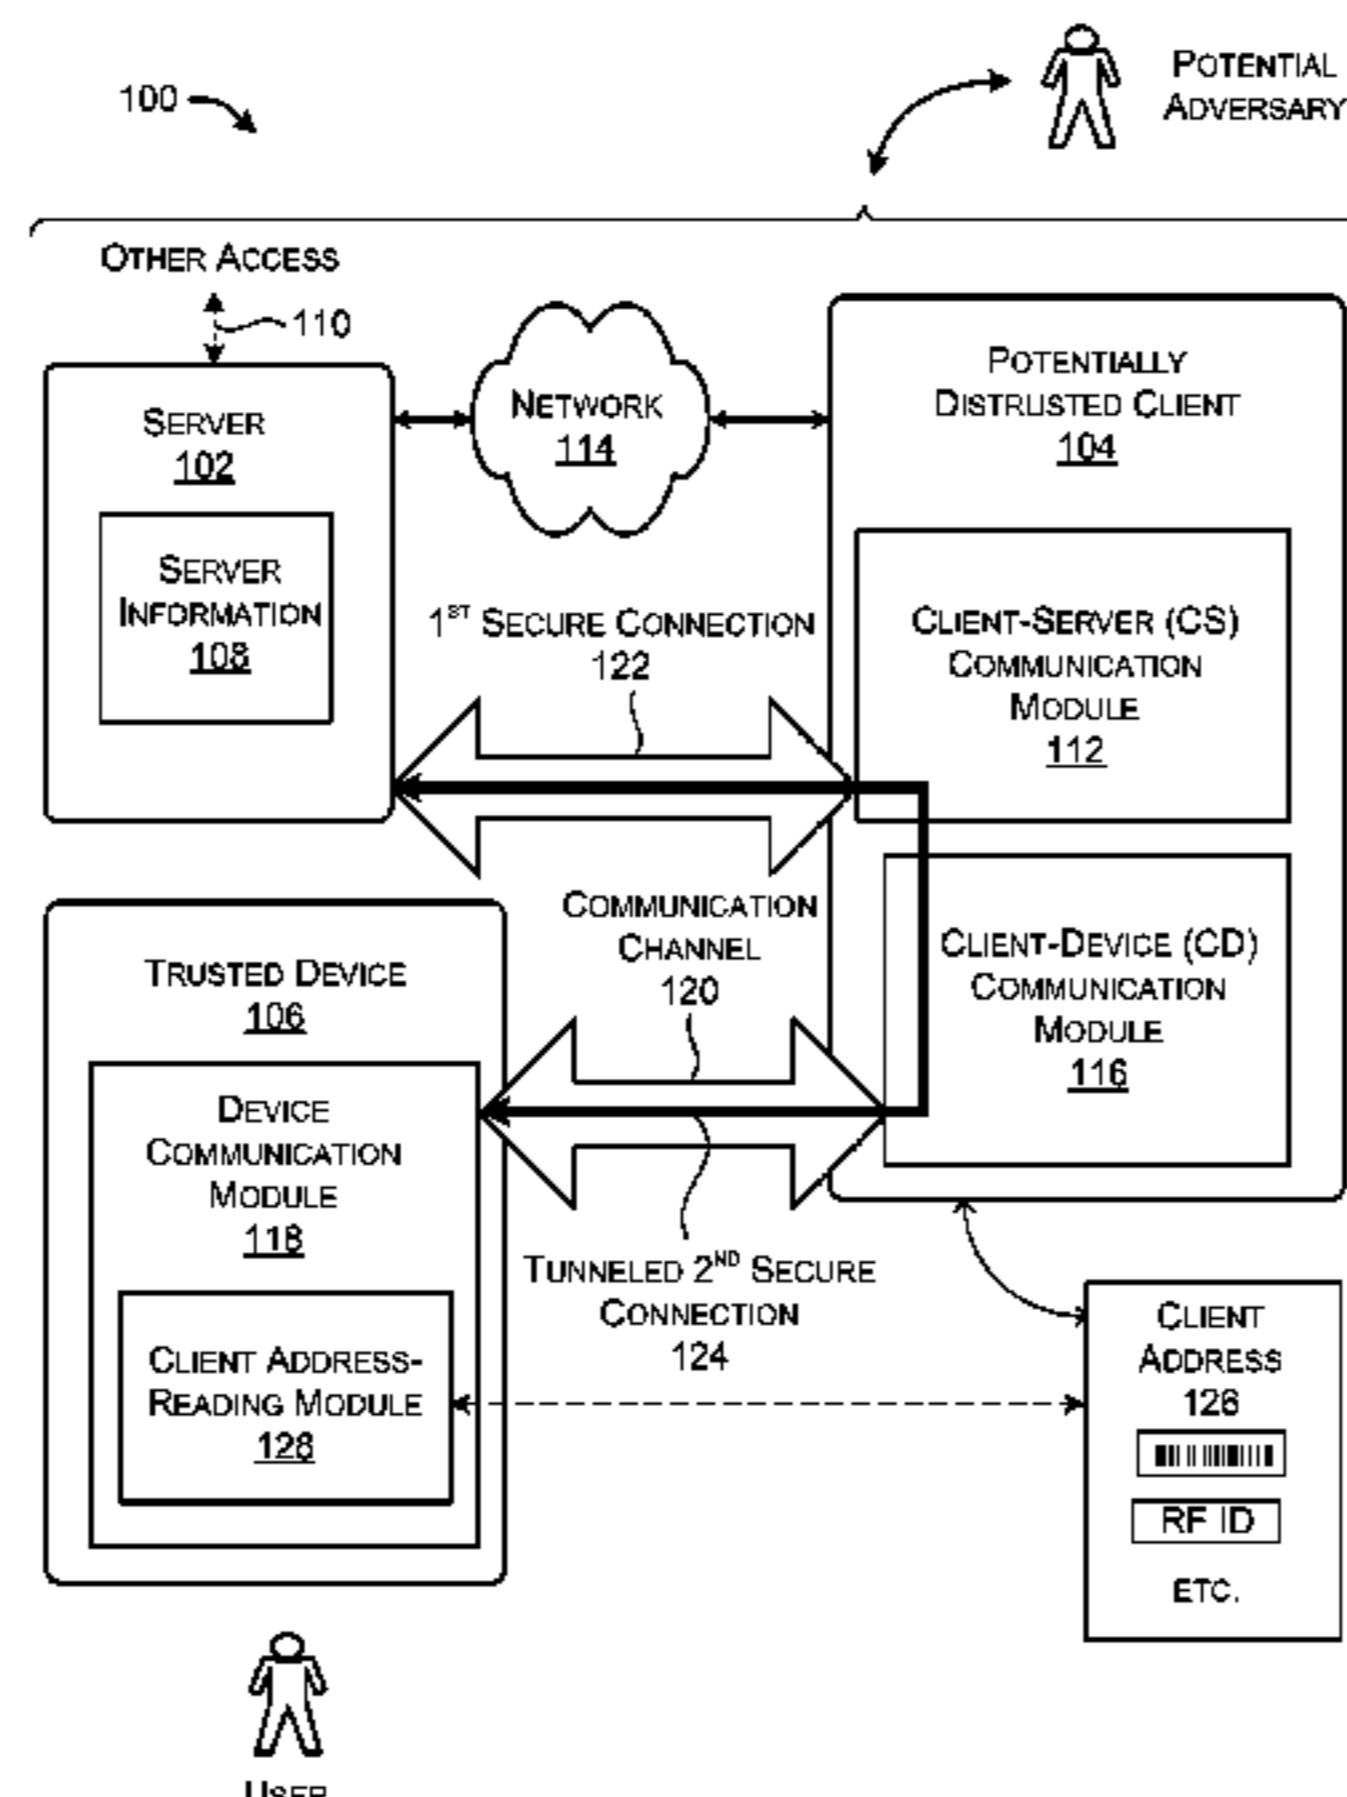 100
POTENTIAL
ADVERSARY
OTHER ACCESS
110
SERVER
102
SERVER
INFORMATION
108
NETWORK
114
POTENTIALLY
DISTRUSTED CLIENT
104
CLIENT-SERVER (CS)
COMMUNICATION
MODULE
112
1ST SECURE CONNECTION
122
COMMUNICATION
CHANNEL
120
CLIENT-DEVICE (CD)
COMMUNICATION
MODULE
116
TRUSTED DEVICE
106
DEVICE
COMMUNICATION
MODULE
118
CLIENT ADDRESS-
READING MODULE
128
TUNNELED 2ND SECURE
CONNECTION
124
CLIENT
ADDRESS
126
RF ID
ETC.
USER